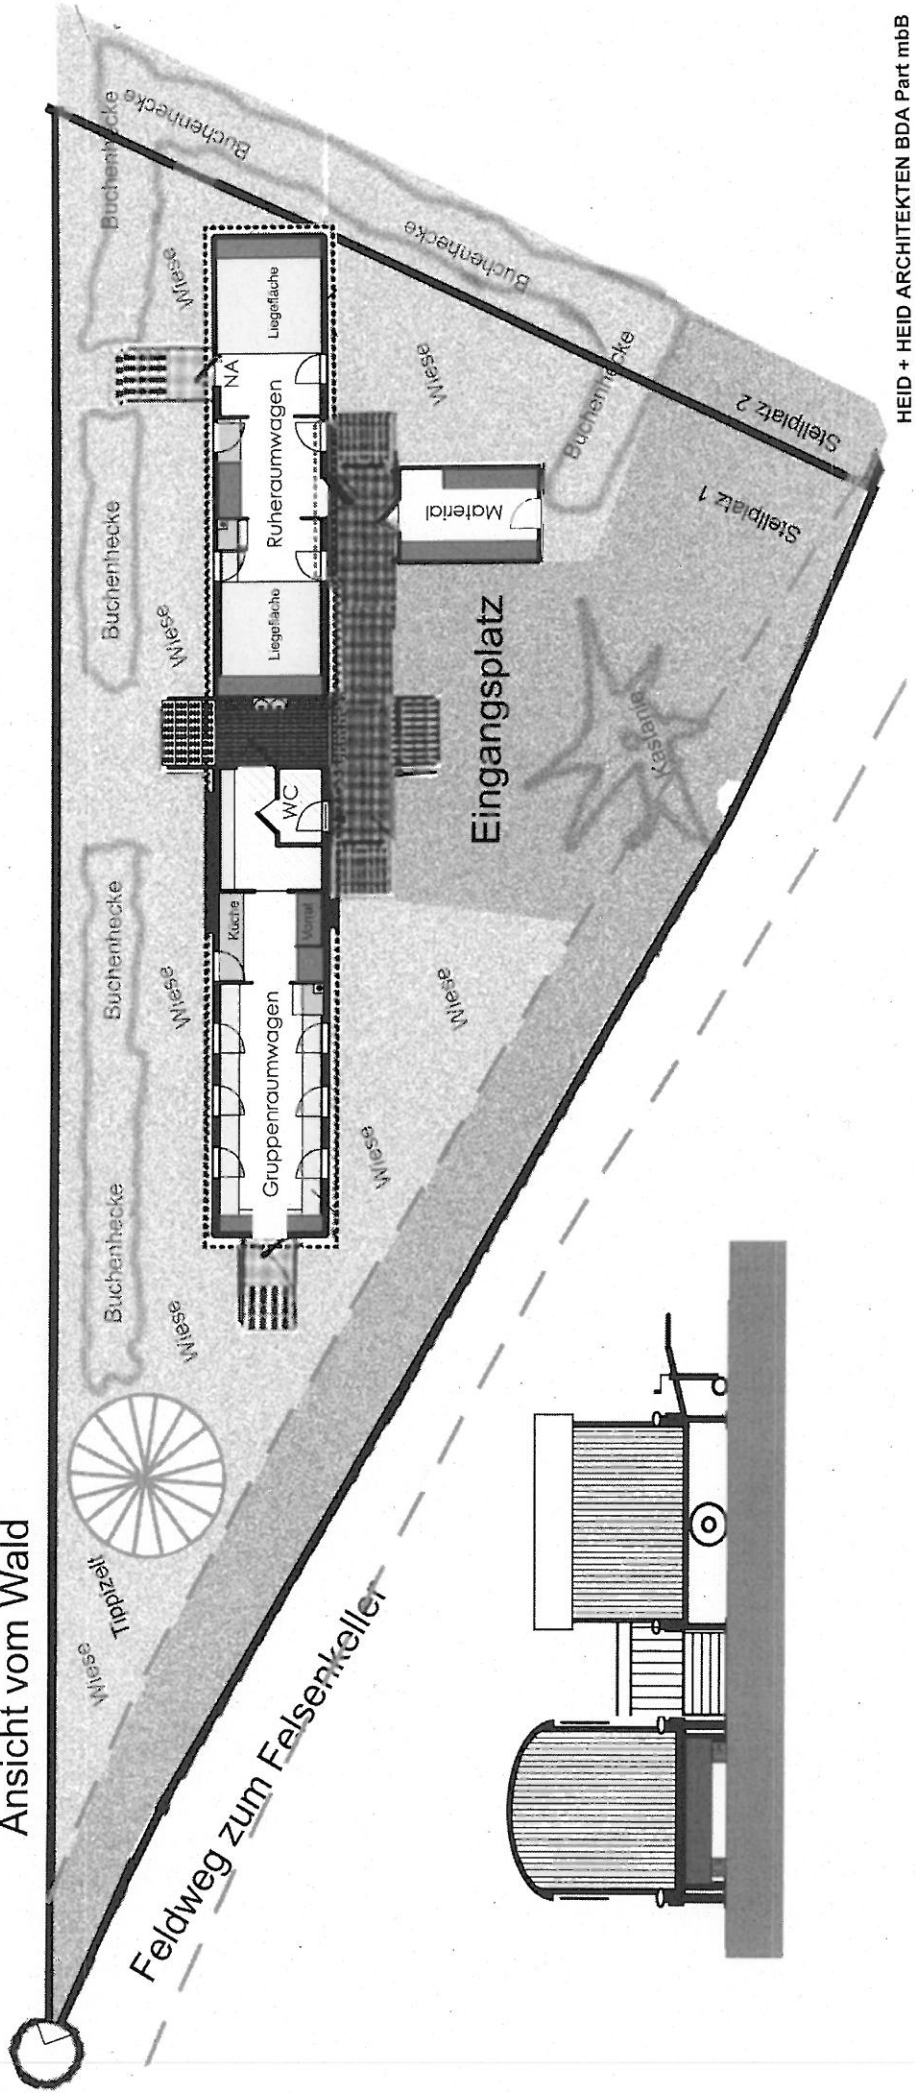 Ansicht vom Wald
Wiese
Tippizelt
Buchenhecke
Buchenhecke
Buchenhecke
Buchenhecke
Buchenhecke
Buchenhecke
Buchenhecke
Wiese
Wiese
Wiese
Wiese
Gruppenraumwagen
Küche
Vorrat
WC
Liegefläche
Ruheraumwagen
NA
Liegefläche
Wiese
Wiese
Wiese
Material
Eingangsplatz
Kastanie
Stellplatz 1
Stellplatz 2
Feldweg zum Felsenkeller
HEID + HEID ARCHITEKTEN BDA Part mbB